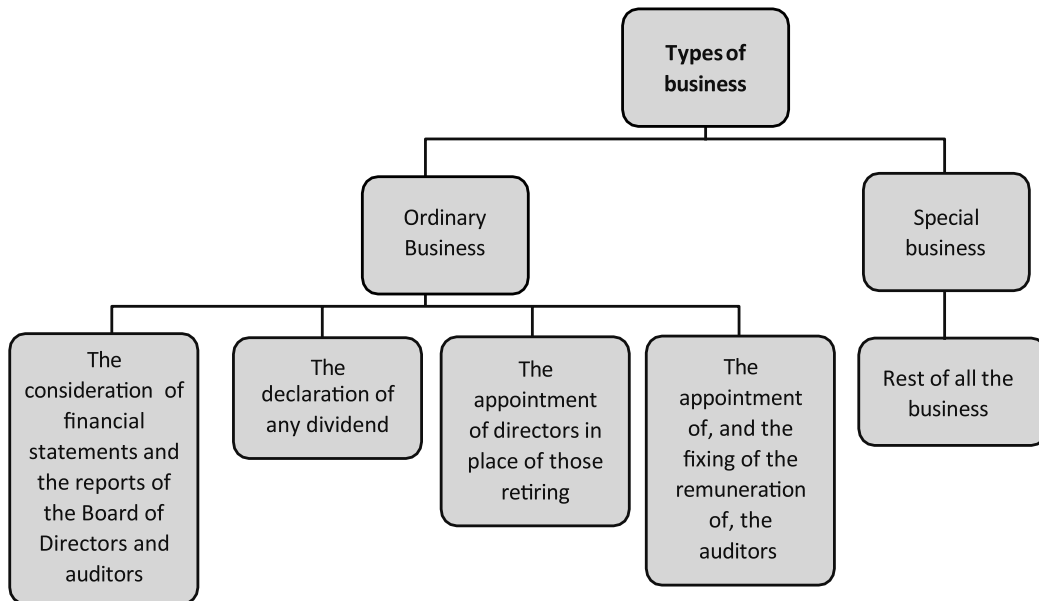 Types of
business
Ordinary
Business
Special
business
The
consideration of
financial
statements and
the reports of
the Board of
Directors and
auditors
The
declaration of
any dividend
The
appointment
of directors in
place of those
retiring
The
appointment
of, and the
fixing of the
remuneration
of, the
auditors
Rest of all the
business